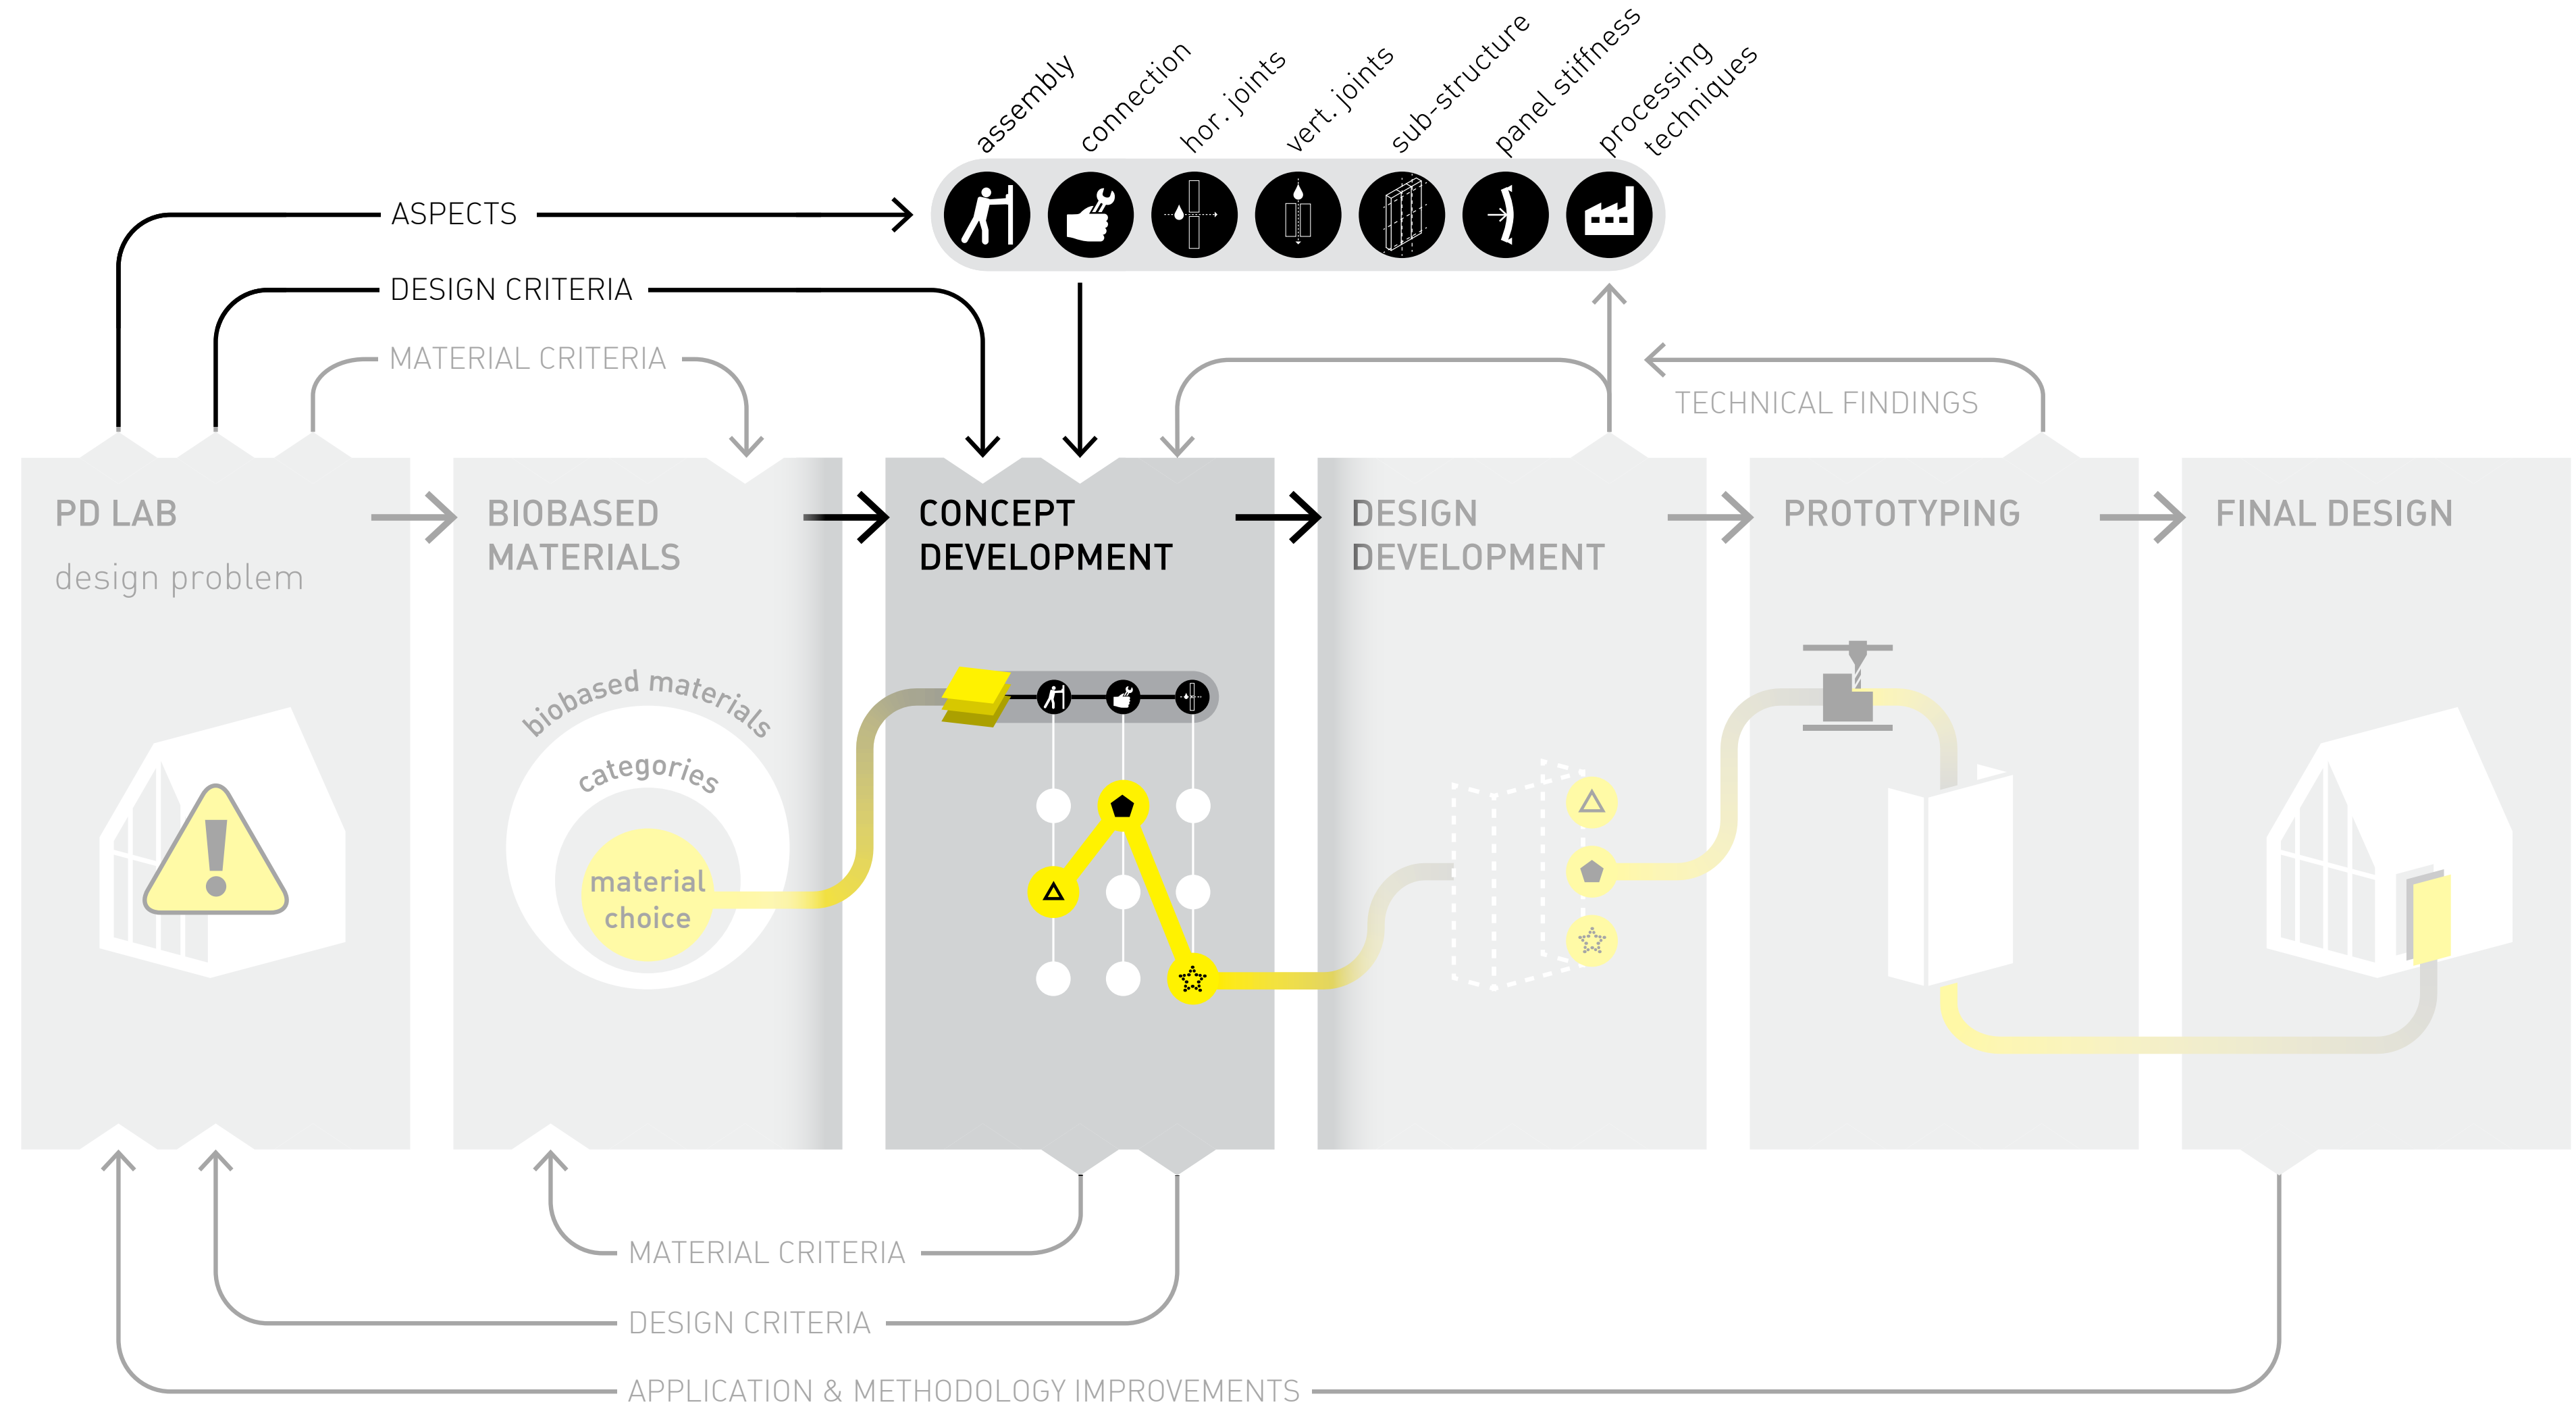 assembly
connection
hor. joints
vert. joints
sub-structure
panel stiffness
processing
techniques
ASPECTS
DESIGN CRITERIA
MATERIAL CRITERIA
TECHNICAL FINDINGS
PD LAB
design problem
BIOBASED
MATERIALS
biobased materials
categories
material
choice
CONCEPT
DEVELOPMENT
DESIGN
DEVELOPMENT
PROTOTYPING
FINAL DESIGN
MATERIAL CRITERIA
DESIGN CRITERIA
APPLICATION & METHODOLOGY IMPROVEMENTS